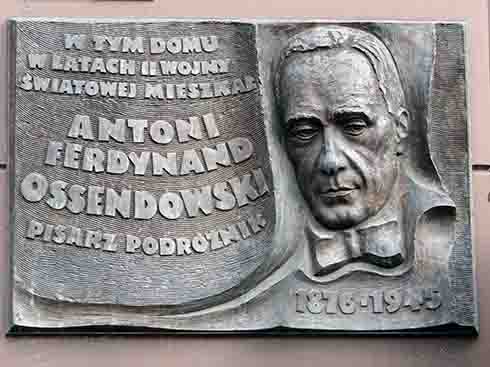 W TYM DOMU
W LATACH II WOJNY
ŚWIATOWEJ MIESZKAŁ
ANTONI
FERDYNAND
OSSENDOWSKI
PISARZ PODRÓŻNIK
1876-1945